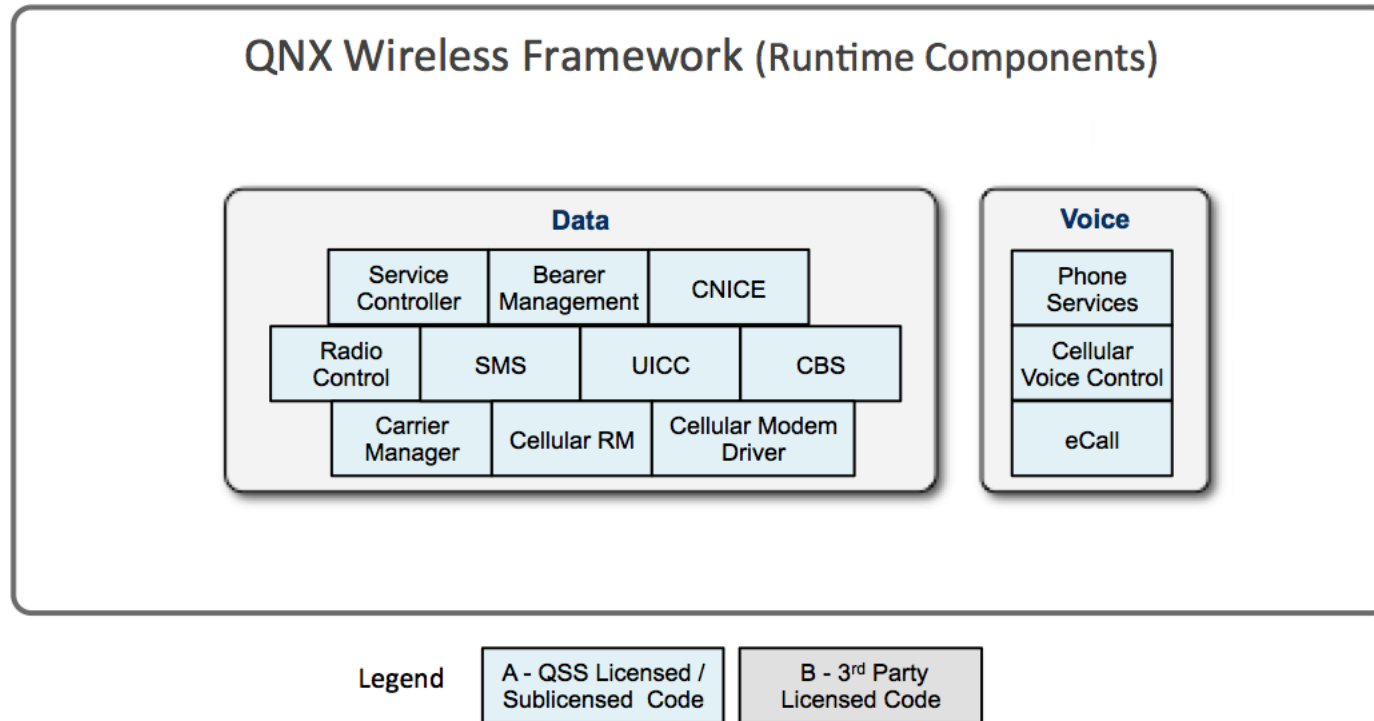 QNX Wireless Framework (Runtime Components)
Data
Service
Controller
Bearer
Management
CNICE
Radio
Control
SMS
UICC
CBS
Carrier
Manager
Cellular RM
Cellular Modem
Driver
Voice
Phone
Services
Cellular
Voice Control
eCall
Legend
A - QSS Licensed /
Sublicensed Code
B - 3rd Party
Licensed Code